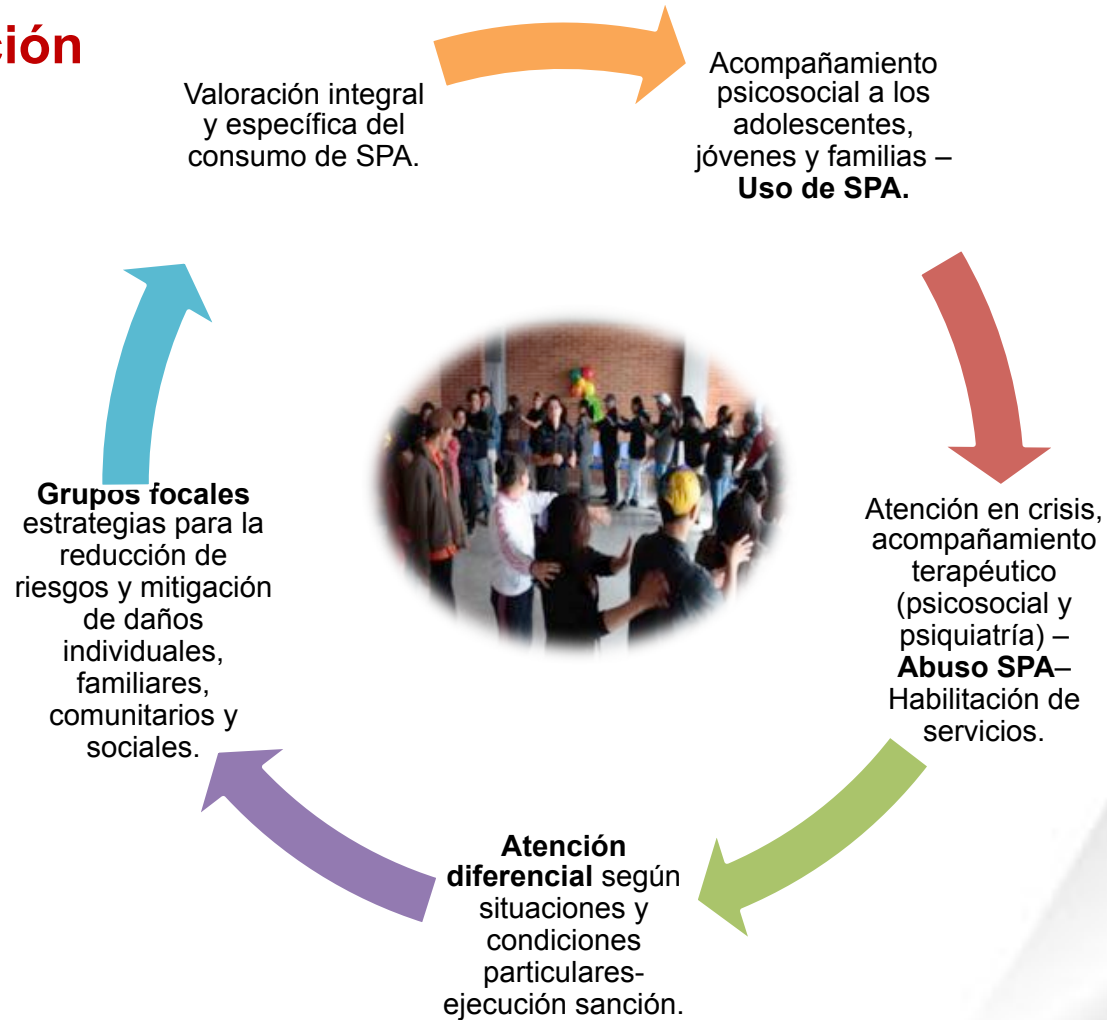 ción
Valoración integral
y específica del
consumo de SPA.
Acompañamiento
psicosocial a los
adolescentes,
jóvenes y familias –
Uso de SPA.
Atención en crisis,
acompañamiento
terapéutico
(psicosocial y
psiquiatría) –
Abuso SPA–
Habilitación de
servicios.
Atención
diferencial según
situaciones y
condiciones
particulares-
ejecución sanción.
Grupos focales
estrategias para la
reducción de
riesgos y mitigación
de daños
individuales,
familiares,
comunitarios y
sociales.